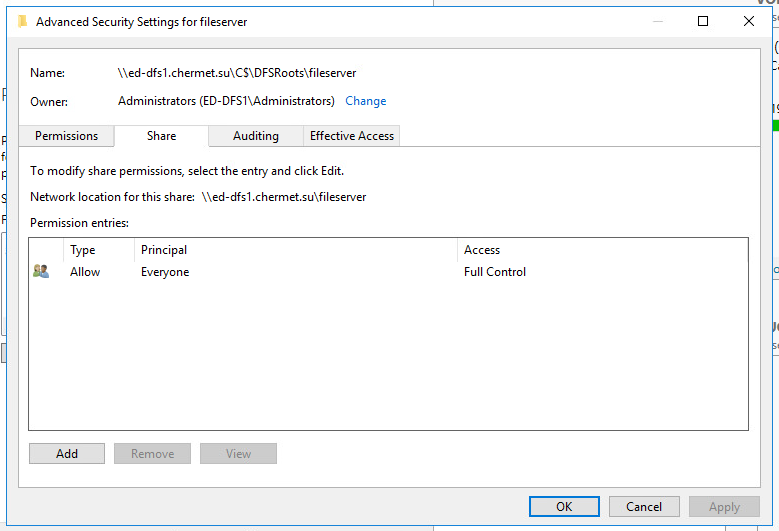 Advanced Security Settings for fileserver
Name: \\ed-dfs1.chermet.su\C$\DFSRoots\fileserver
Owner: Administrators (ED-DFS1\Administrators) Change
Permissions Share Auditing Effective Access
To modify share permissions, select the entry and click Edit.
Network location for this share: \\ed-dfs1.chermet.su\fileserver
Permission entries:
Type Principal Access
Allow Everyone Full Control
Add Remove View
OK Cancel Apply